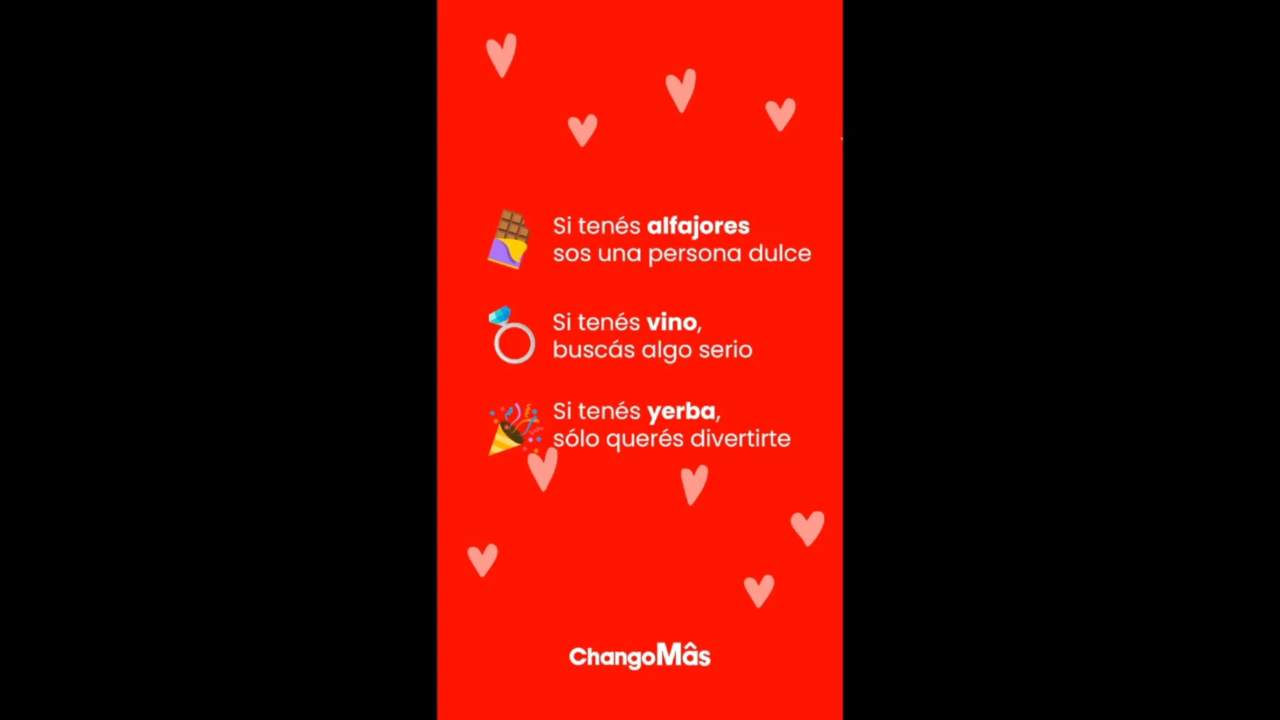 Si tenés alfajores
sos una persona dulce
Si tenés vino,
buscás algo serio
Si tenés yerba,
sólo querés divertirte
ChangoMâs